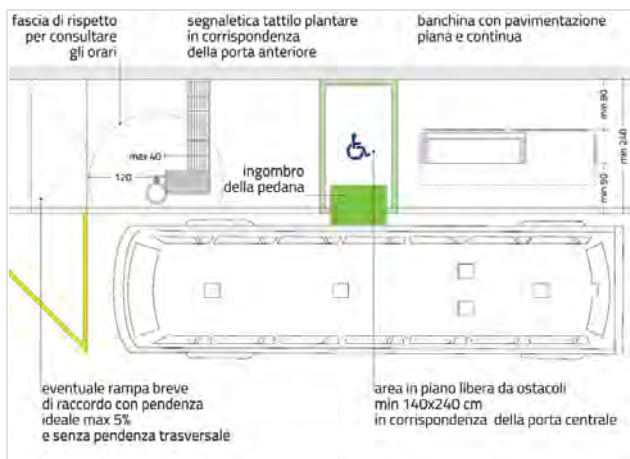 fascia di rispetto
per consultare
gli orari
segnaletica tattilo plantare
in corrispondenza
della porta anteriore
banchina con pavimentazione
piana e continua
max 40
120
ingombro
della pedana
min 90
min 90
min 240
eventuale rampa breve
di raccordo con pendenza
ideale max 5%
e senza pendenza trasversale
area in piano libera da ostacoli
min 140x240 cm
in corrispondenza della porta centrale